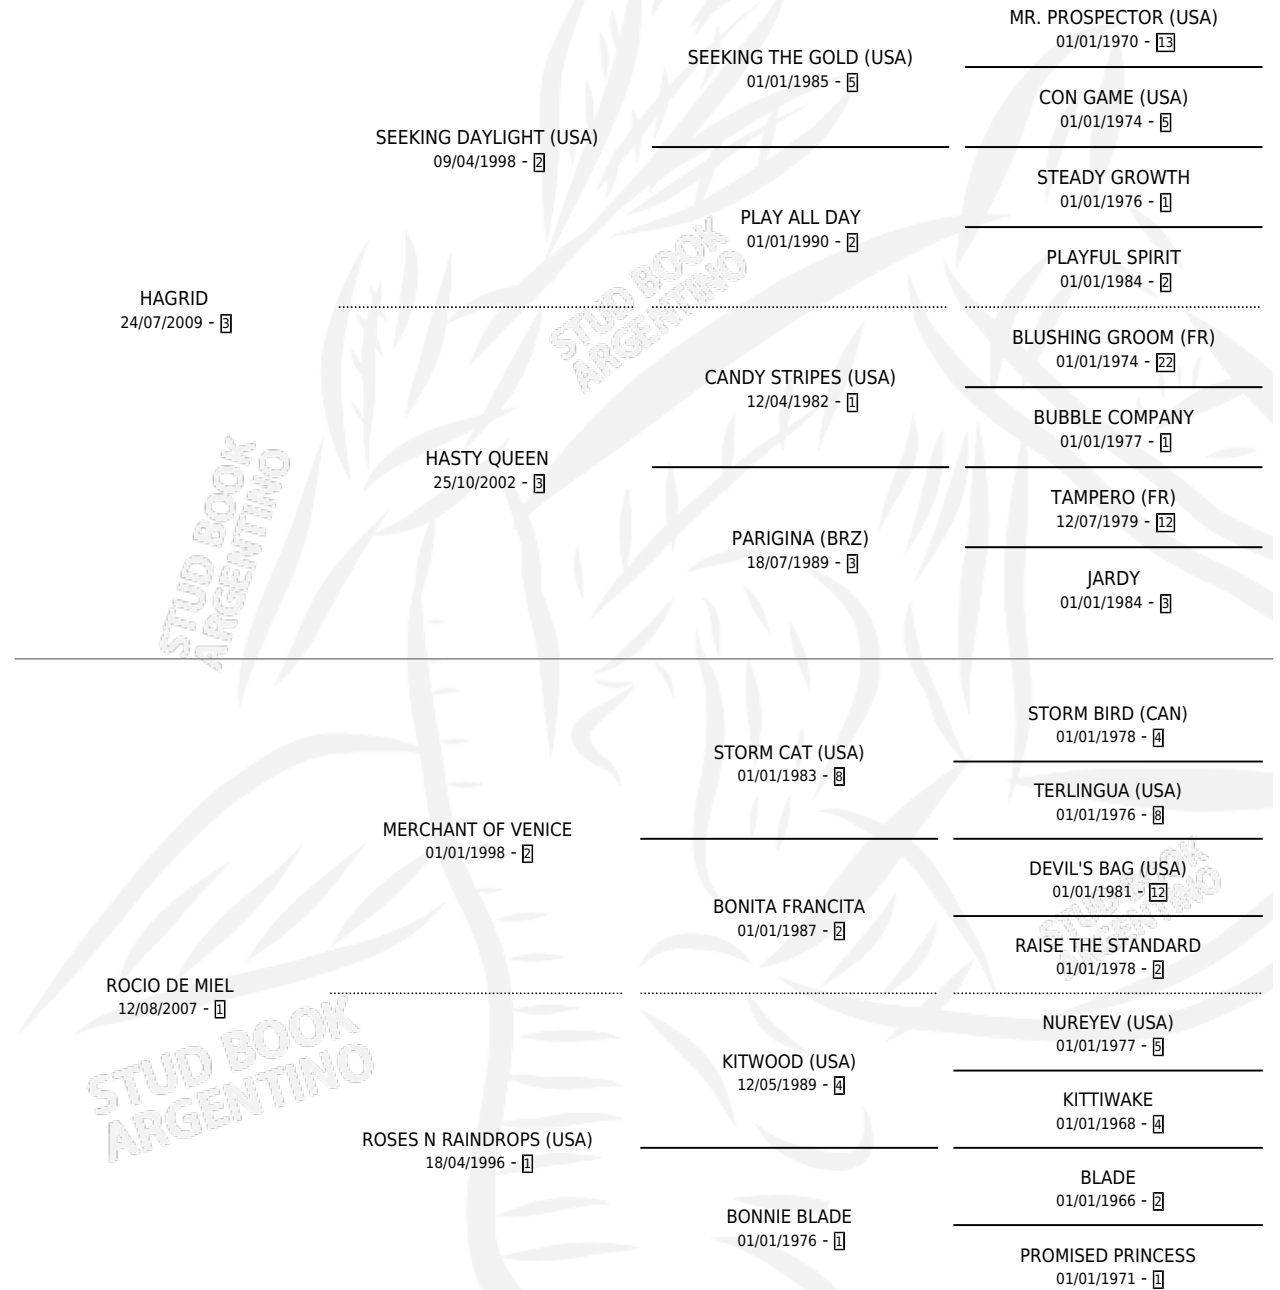 MR. PROSPECTOR (USA)
01/01/1970 - 13
SEEKING THE GOLD (USA)
01/01/1985 - 5
CON GAME (USA)
01/01/1974 - 5
SEEKING DAYLIGHT (USA)
09/04/1998 - 2
STEADY GROWTH
01/01/1976 - 1
PLAY ALL DAY
01/01/1990 - 2
PLAYFUL SPIRIT
01/01/1984 - 2
HAGRID
24/07/2009 - 3
BLUSHING GROOM (FR)
01/01/1974 - 22
CANDY STRIPES (USA)
12/04/1982 - 1
BUBBLE COMPANY
01/01/1977 - 1
HASTY QUEEN
25/10/2002 - 3
TAMPERO (FR)
12/07/1979 - 12
PARIGINA (BRZ)
18/07/1989 - 3
JARDY
01/01/1984 - 3
STORM BIRD (CAN)
01/01/1978 - 4
STORM CAT (USA)
01/01/1983 - 8
TERLINGUA (USA)
01/01/1976 - 8
MERCHANT OF VENICE
01/01/1998 - 2
DEVIL'S BAG (USA)
01/01/1981 - 12
BONITA FRANCITA
01/01/1987 - 2
RAISE THE STANDARD
01/01/1978 - 2
ROCIO DE MIEL
12/08/2007 - 1
NUREYEV (USA)
01/01/1977 - 5
KITWOOD (USA)
12/05/1989 - 4
KITTIWAKE
01/01/1968 - 4
ROSES N RAINDROPS (USA)
18/04/1996 - 1
BLADE
01/01/1966 - 2
BONNIE BLADE
01/01/1976 - 1
PROMISED PRINCESS
01/01/1971 - 1
STUD BOOK
ARGENTINO
STUD BOOK
ARGENTINO
STUD BOOK
ARGENTINO
STUD BOOK
ARGENTINO